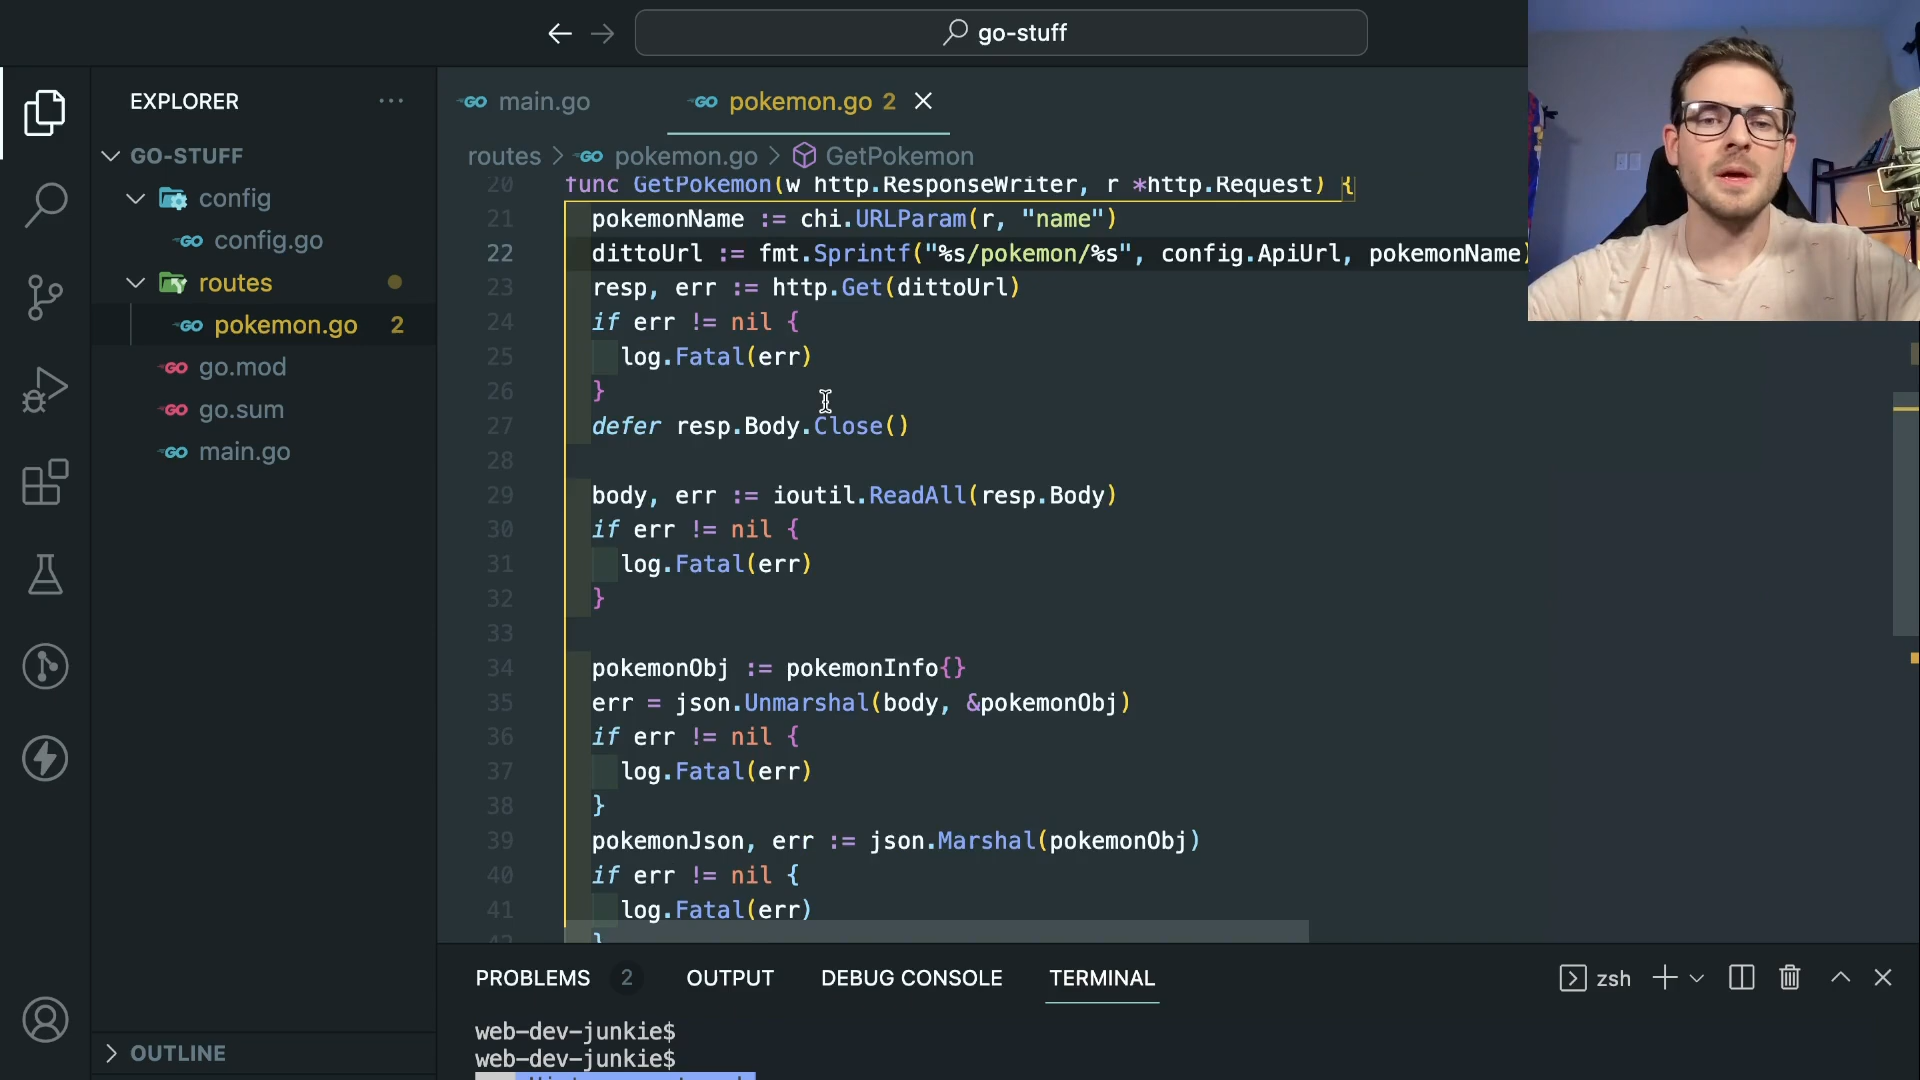 go-stuff
EXPLORER
GO-STUFF
config
config.go
routes
pokemon.go 2
go.mod
go.sum
main.go
OUTLINE
main.go
pokemon.go 2
routes > pokemon.go > GetPokemon
20 func GetPokemon(w http.ResponseWriter, r *http.Request) {
21 pokemonName := chi.URLParam(r, "name")
22 dittoUrl := fmt.Sprintf("%s/pokemon/%s", config.ApiUrl, pokemonName)
23 resp, err := http.Get(dittoUrl)
24 if err != nil {
25 log.Fatal(err)
26 }
27 defer resp.Body.Close()
28
29 body, err := ioutil.ReadAll(resp.Body)
30 if err != nil {
31 log.Fatal(err)
32 }
33
34 pokemonObj := pokemonInfo{}
35 err = json.Unmarshal(body, &pokemonObj)
36 if err != nil {
37 log.Fatal(err)
38 }
39 pokemonJson, err := json.Marshal(pokemonObj)
40 if err != nil {
41 log.Fatal(err)
42 }
PROBLEMS 2 OUTPUT DEBUG CONSOLE TERMINAL zsh
web-dev-junkie$
web-dev-junkie$